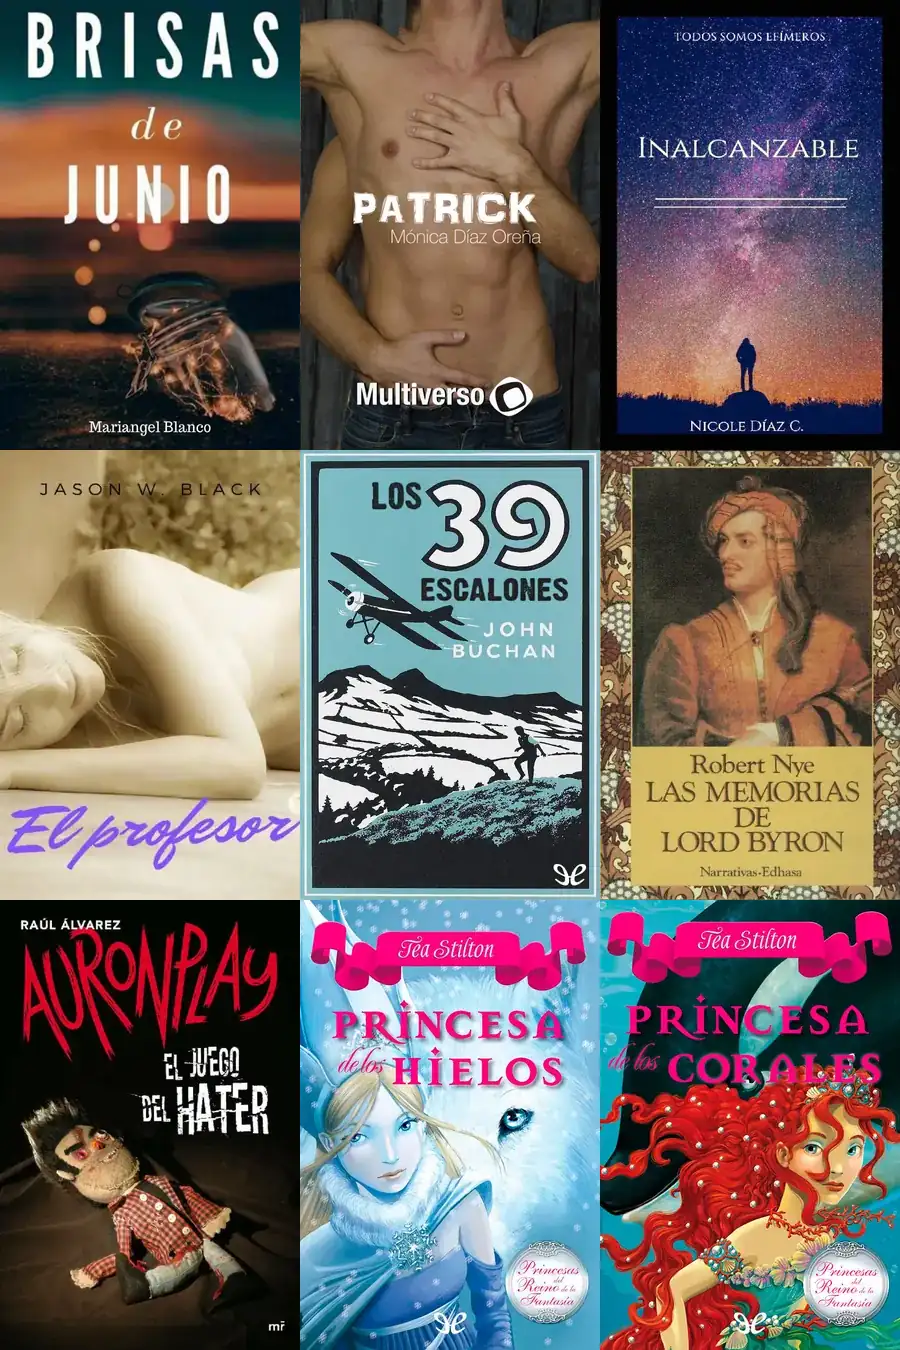 BRISAS
de
JUNIO
Mariangel Blanco
PATRICK
Mónica Díaz Oreña
Multiverso
TODOS SOMOS EFÍMEROS
INALCANZABLE
NICOLE DÍAZ C.
JASON W. BLACK
El profesor
LOS 39
ESCALONES
JOHN
BUCHAN
Robert Nye
LAS MEMORIAS
DE
LORD BYRON
Narrativas·Edhasa
RAÚL ÁLVAREZ
AURONPLAY
EL JUEGO
DEL HATER
mr
Tea Stilton
PRINCESA
de los HIELOS
Princesas
del
Reino de la
Fantasía
Tea Stilton
PRINCESA
de los CORALES
Princesas
del
Reino de la
Fantasía